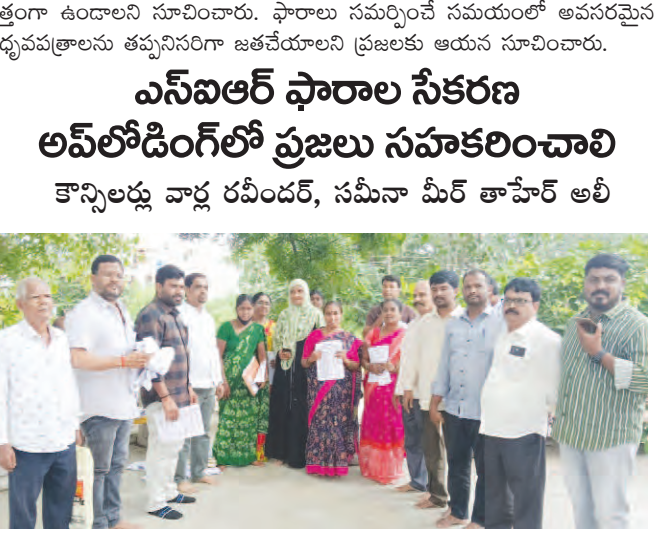 త్తంగా ఉండాలని సూచించారు. ఫారాలు సమర్పించే సమయంలో అవసరమైన
ధృవపత్రాలను తప్పనిసరిగా జతచేయాలని ప్రజలకు ఆయన సూచించారు.
ఎస్ఐఆర్ ఫారాల సేకరణ
అప్‌లోడింగ్‌లో ప్రజలు సహకరించాలి
కౌన్సిలర్లు వార్ల రవీందర్, సమీనా మీర్ తాహేర్ అలీ